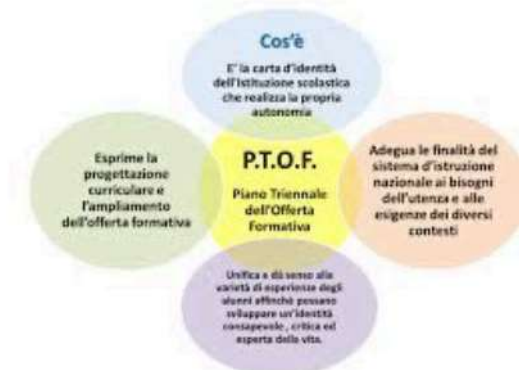 Cos'è
E' la carta d'identità
dell'istituzione scolastica
che realizza la propria
autonomia
Esprime la
progettazione
curriculare e
l'ampliamento
dell'offerta formativa
P.T.O.F.
Piano Triennale
dell'Offerta
Formativa
Adegua le finalità del
sistema d'istruzione
nazionale ai bisogni
dell'utenza e alle
esigenze dei diversi
contesti
Unifica e dà senso alla
varietà di esperienze degli
alunni affinché possano
sviluppare un'identità
consapevole, critica ed
esperta della vita.